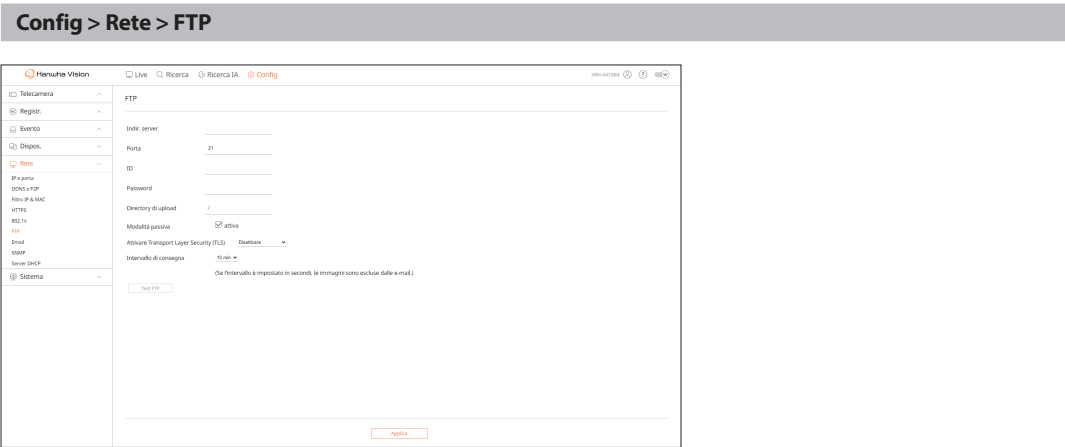 Config > Rete > FTP
Hanwha Vision
Live Ricerca Ricerca IA Config
XRN-6410B4
Telecamera
Registr.
Evento
Dispos.
Rete
IP e porta
DDNS e P2P
Filtro IP & MAC
HTTPS
802.1x
FTP
Email
SNMP
Server DHCP
Sistema
FTP
Indir. server
Porta 21
ID
Password
Directory di upload /
Modalità passiva attiva
Attivare Transport Layer Security (TLS) Disattivare
Intervallo di consegna 10 min
(Se l'intervallo è impostato in secondi, le immagini sono escluse dalle e-mail.)
Test FTP
Applica